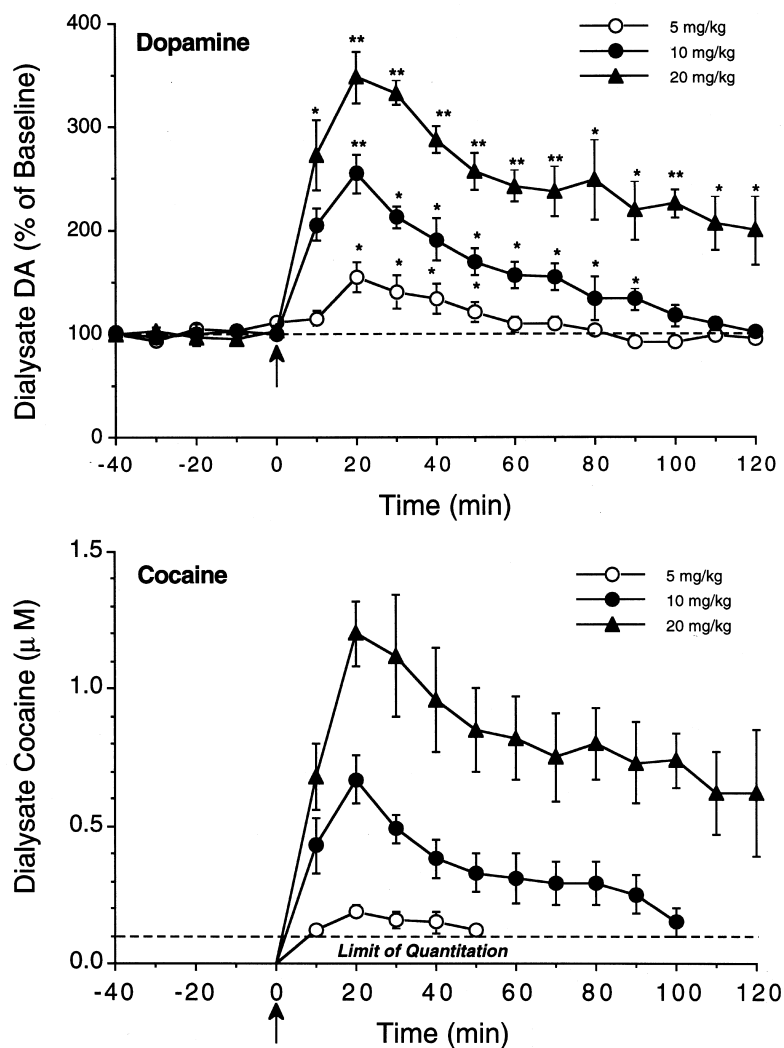 400
Dopamine
5 mg/kg
10 mg/kg
20 mg/kg
**
**
*
**
300
**
**
**
**
*
*
**
*
*
*
*
*
200
*
*
*
*
*
*
*
*
100
0
Dialysate DA (% of Baseline)
-40 -20 0 20 40 60 80 100 120
Time (min)
1.5
Cocaine
5 mg/kg
10 mg/kg
20 mg/kg
1.0
0.5
0.0
Dialysate Cocaine (μ M)
Limit of Quantitation
-40 -20 0 20 40 60 80 100 120
Time (min)